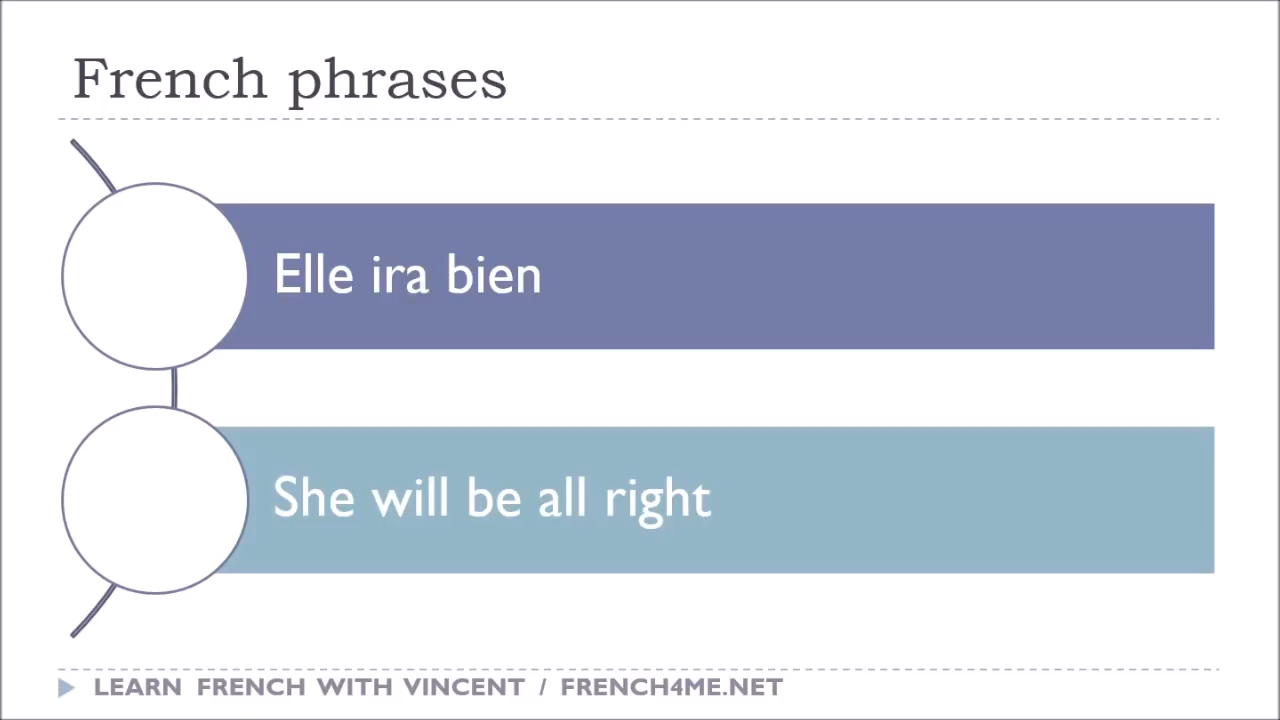 French phrases
Elle ira bien
She will be all right
LEARN FRENCH WITH VINCENT / FRENCH4ME.NET